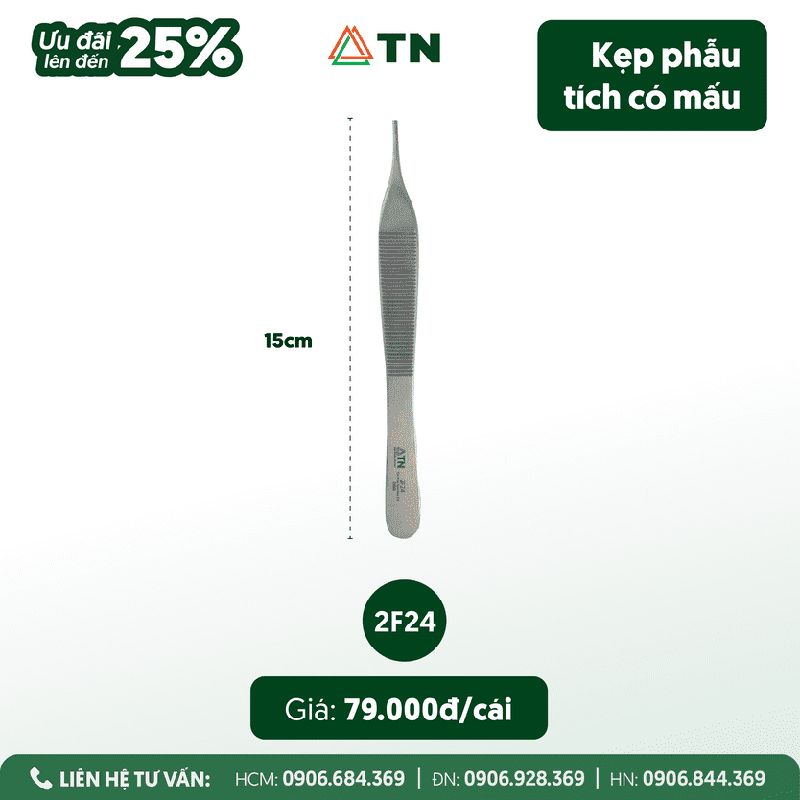 Ưu đãi
lên đến
25%
TN
Kẹp phẫu
tích có mấu
15cm
TN 2F24
2F24
Giá: 79.000đ/cái
LIÊN HỆ TƯ VẤN: HCM: 0906.684.369 | ĐN: 0906.928.369 | HN: 0906.844.369